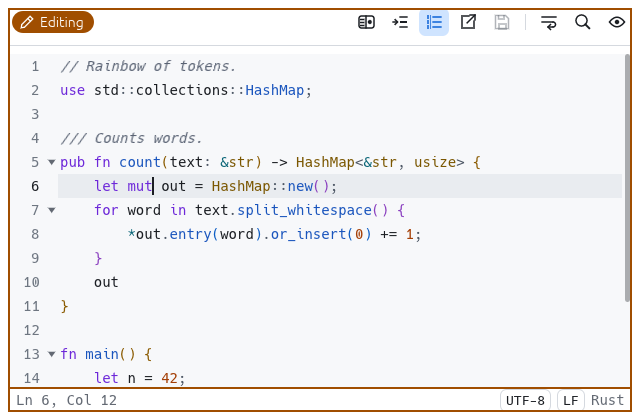 Editing
1 // Rainbow of tokens.
2 use std::collections::HashMap;
3
4 /// Counts words.
5 pub fn count(text: &str) -> HashMap<&str, usize> {
6     let mut out = HashMap::new();
7     for word in text.split_whitespace() {
8         *out.entry(word).or_insert(0) += 1;
9     }
10     out
11 }
12
13 fn main() {
14     let n = 42;
Ln 6, Col 12 UTF-8 LF Rust